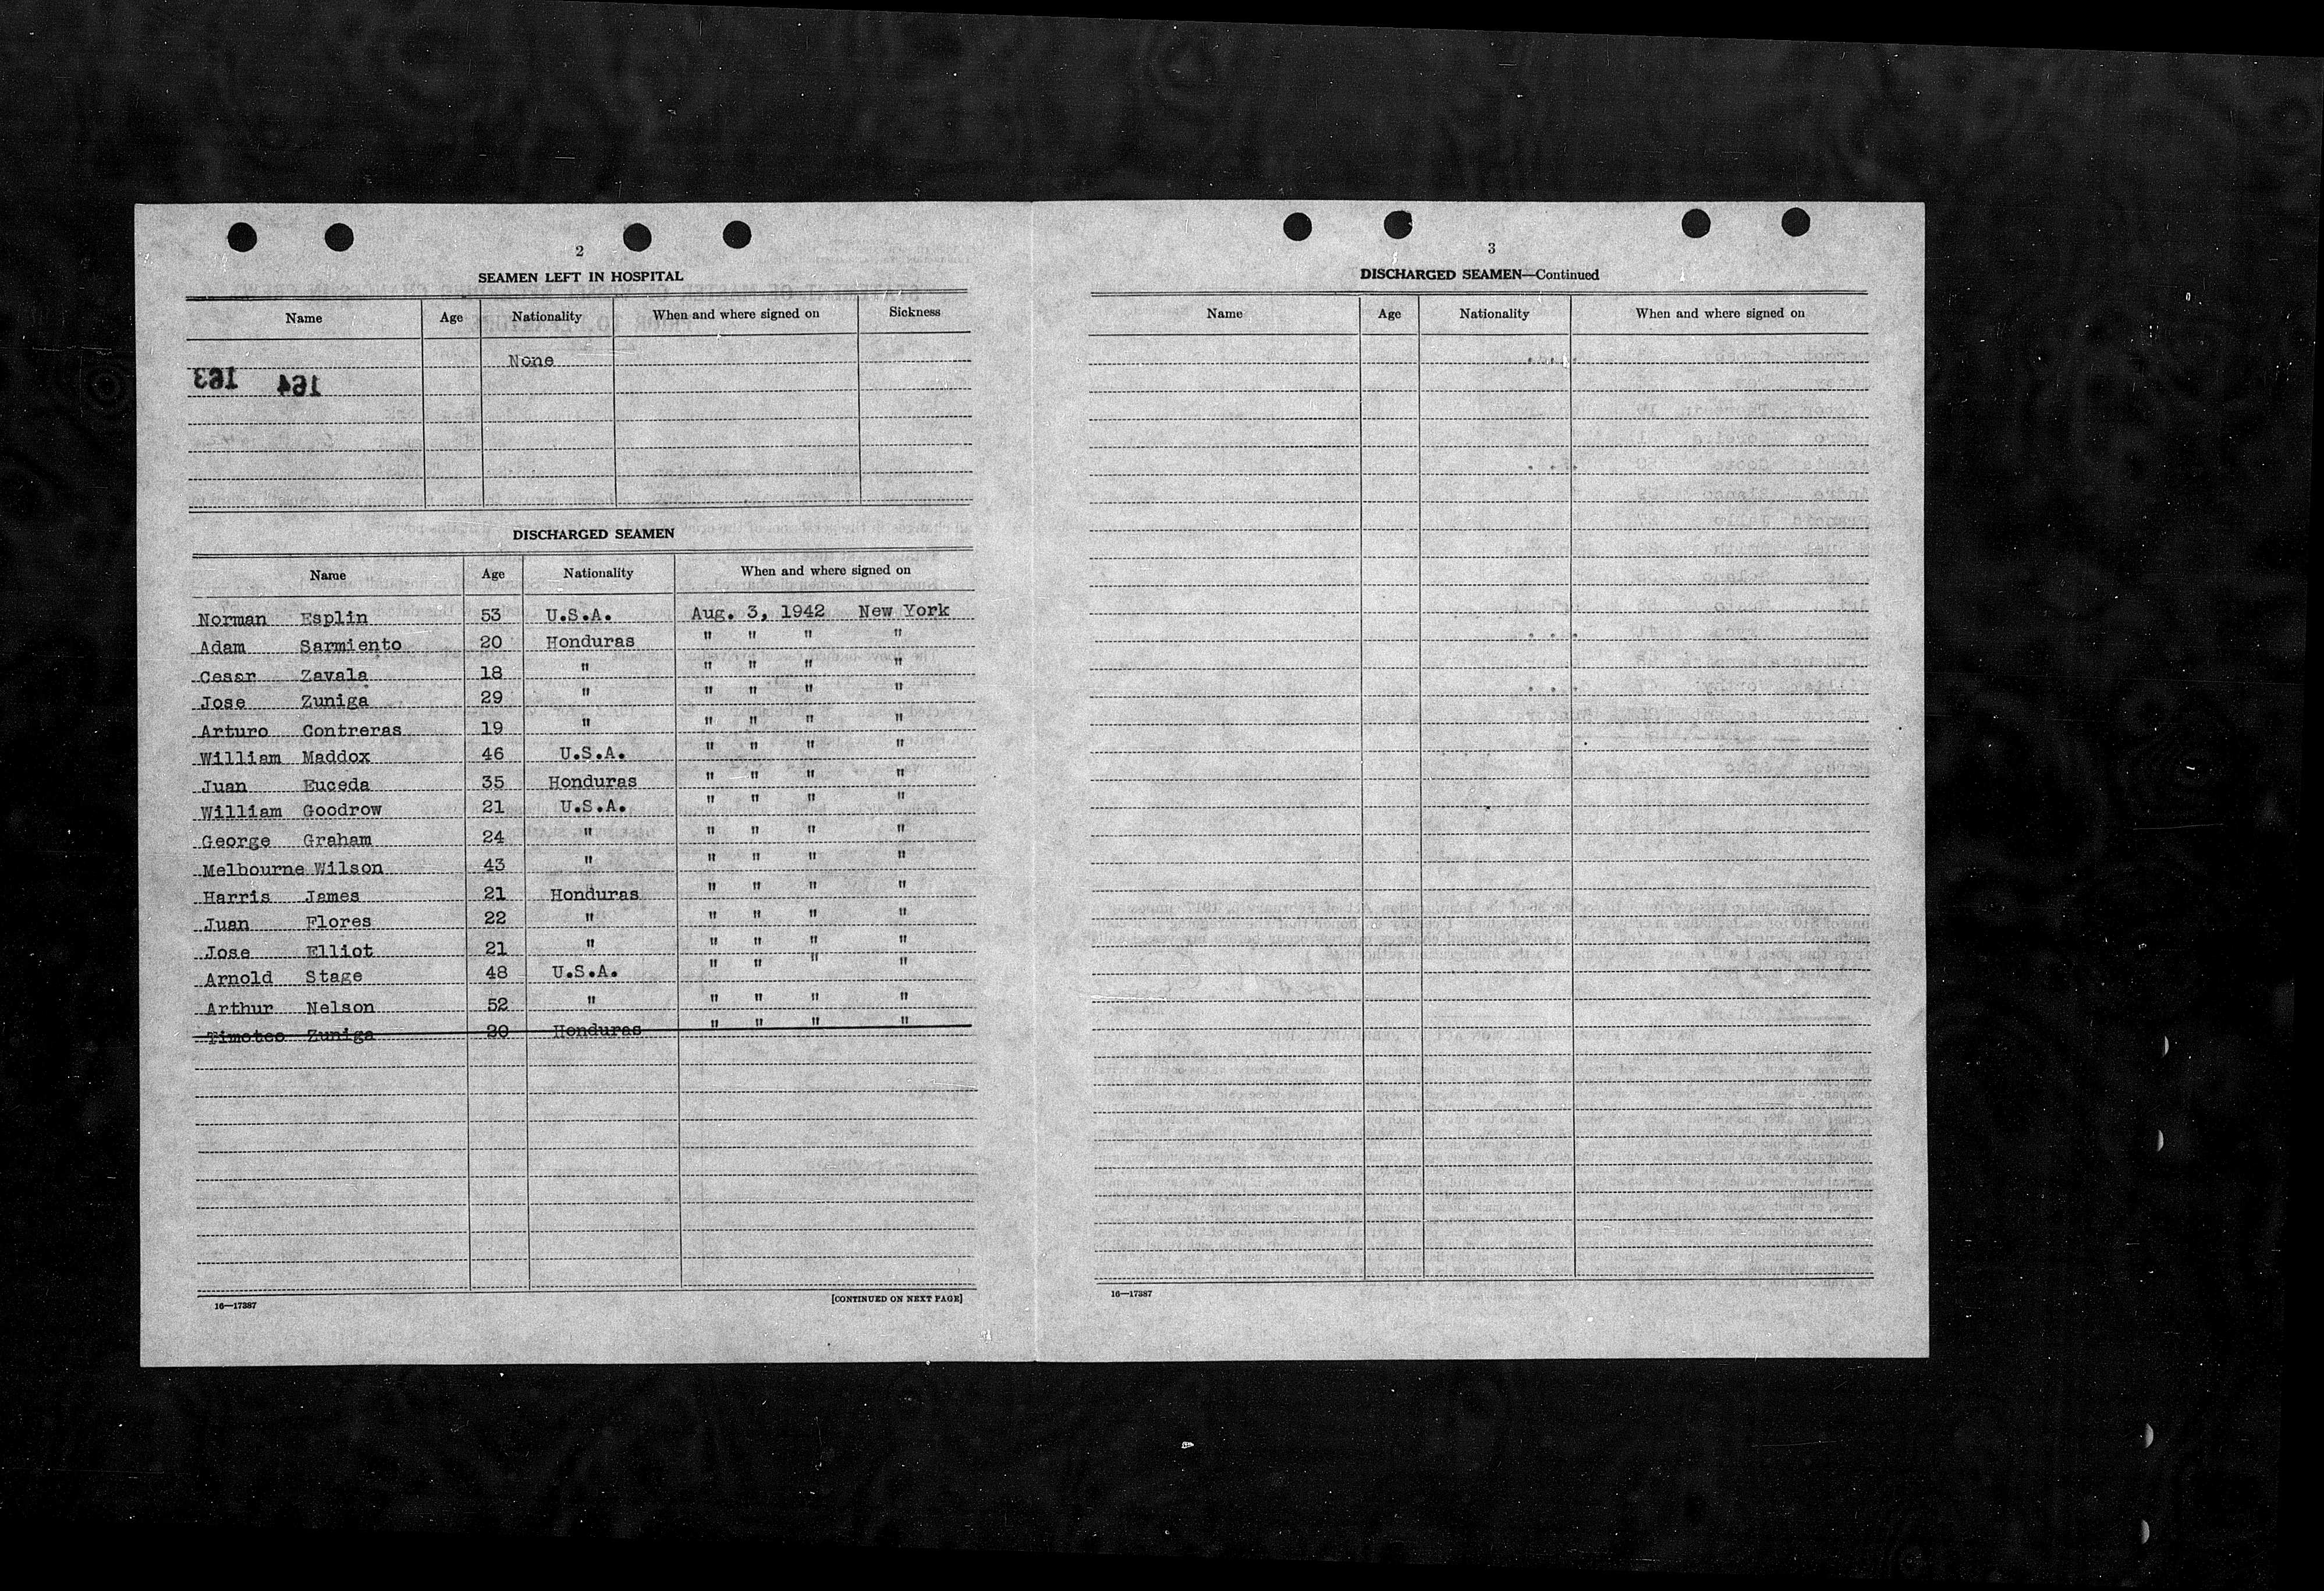 2
SEAMEN LEFT IN HOSPITAL
Name Age Nationality When and where signed on Sickness
None
163 164
DISCHARGED SEAMEN
Name Age Nationality When and where signed on
Norman Esplin 53 U.S.A. Aug. 3, 1942 New York
Adam Sarmiento 20 Honduras " " " "
Cesar Zavala 18 " " " " "
Jose Zuniga 29 " " " " "
Arturo Contreras 19 " " " " "
William Maddox 46 U.S.A. " " " "
Juan Euceda 35 Honduras " " " "
William Goodrow 21 U.S.A. " " " "
George Graham 24 " " " " "
Melbourne Wilson 43 " " " " "
Harris James 21 Honduras " " " "
Juan Flores 22 " " " " "
Jose Elliot 21 " " " " "
Arnold Stage 48 U.S.A. " " " "
Arthur Nelson 52 " " " " "
Timoteo Zuniga 20 Honduras " " " "
16—17387 [CONTINUED ON NEXT PAGE]
3
DISCHARGED SEAMEN—Continued
Name Age Nationality When and where signed on
16—17387